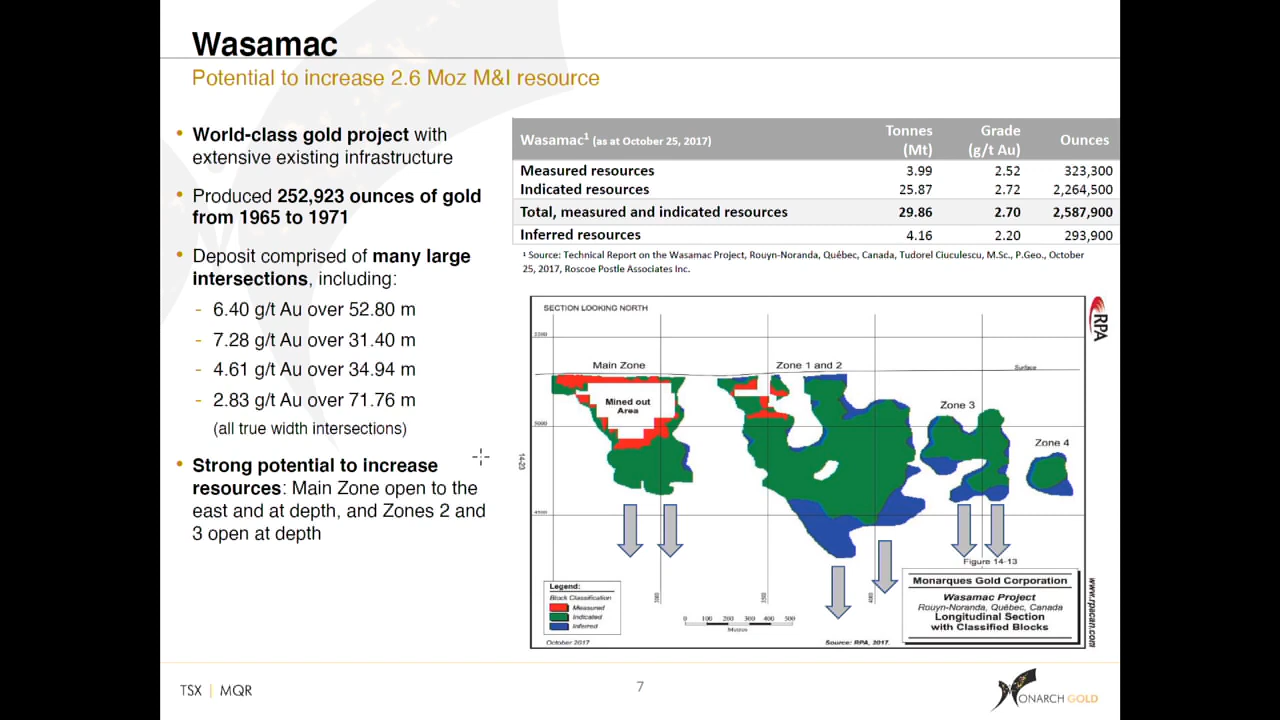 Wasamac
Potential to increase 2.6 Moz M&I resource
• World-class gold project with
extensive existing infrastructure
• Produced 252,923 ounces of gold
from 1965 to 1971
• Deposit comprised of many large
intersections, including:
- 6.40 g/t Au over 52.80 m
- 7.28 g/t Au over 31.40 m
- 4.61 g/t Au over 34.94 m
- 2.83 g/t Au over 71.76 m
(all true width intersections)
• Strong potential to increase
resources: Main Zone open to the
east and at depth, and Zones 2 and
3 open at depth
Wasamac¹ (as at October 25, 2017) Tonnes (Mt) Grade (g/t Au) Ounces
Measured resources 3.99 2.52 323,300
Indicated resources 25.87 2.72 2,264,500
Total, measured and indicated resources 29.86 2.70 2,587,900
Inferred resources 4.16 2.20 293,900
¹ Source: Technical Report on the Wasamac Project, Rouyn-Noranda, Québec, Canada, Tudorel Ciuculescu, M.Sc., P.Geo., October
25, 2017, Roscoe Postle Associates Inc.
SECTION LOOKING NORTH
RPA
Main Zone
Zone 1 and 2
Surface
Mined out
Area
Zone 3
Zone 4
5000
4500
14-23
Figure 14-13
Legend:
Block Classification
Measured
Indicated
Inferred
October 2017
0 100 200 300 400 500
Metres
Source: RPA, 2017.
Monarques Gold Corporation
Wasamac Project
Rouyn-Noranda, Québec, Canada
Longitudinal Section
with Classified Blocks
www.rpacan.com
TSX | MQR
7
MONARCH GOLD